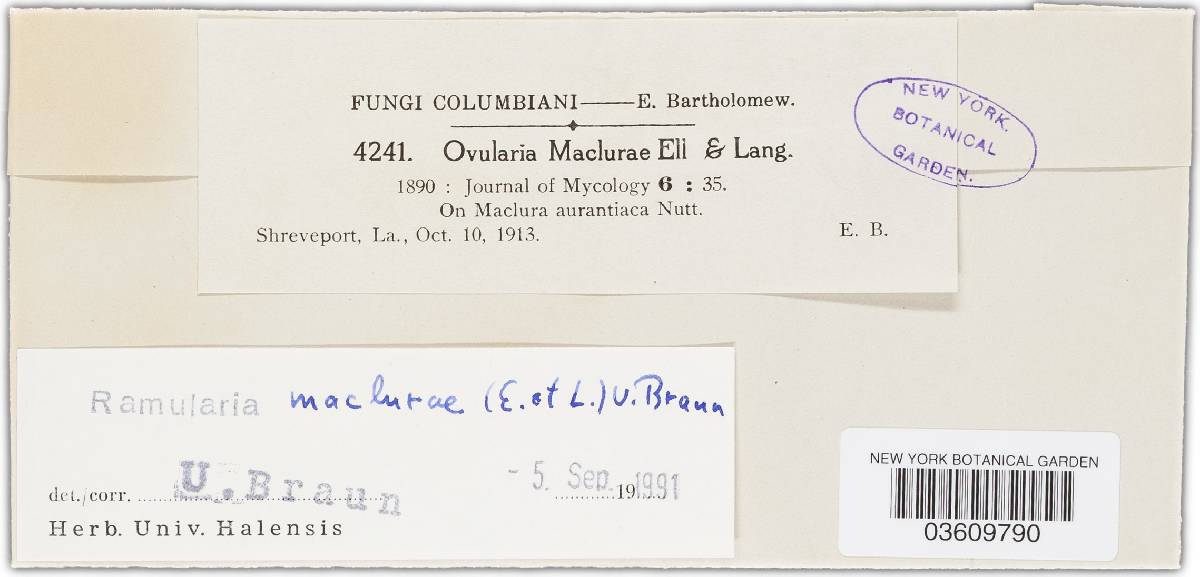 FUNGI COLUMBIANI——E. Bartholomew.
4241. Ovularia Maclurae Ell & Lang.
1890 : Journal of Mycology 6 : 35.
On Maclura aurantiaca Nutt.
Shreveport, La., Oct. 10, 1913. E. B.
NEW YORK.
BOTANICAL
GARDEN.
Ramularia maclurae (E. et L.) U. Braun
det./corr. U. Braun - 5. Sep. 19 1991
Herb. Univ. Halensis
NEW YORK BOTANICAL GARDEN
03609790